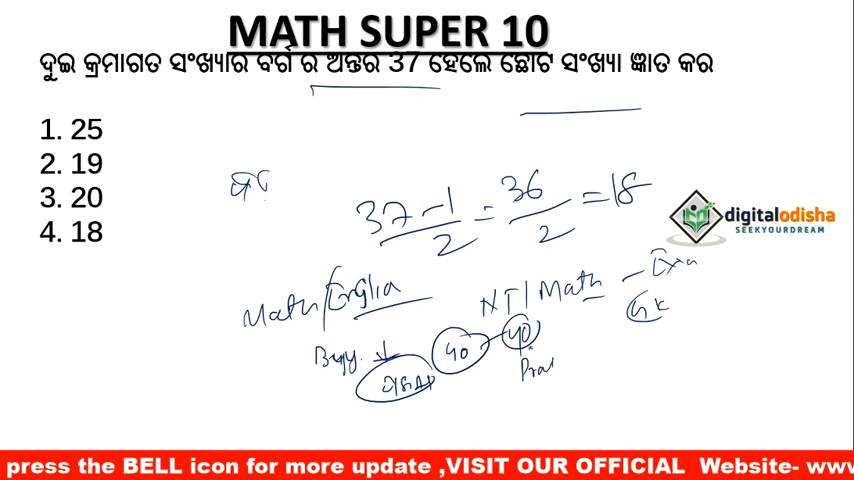 MATH SUPER 10
ଦୁଇ କ୍ରମାଗତ ସଂଖ୍ୟାର ବର୍ଗ ର ଅନ୍ତର 37 ହେଲେ ଛୋଟ ସଂଖ୍ୟା ଜ୍ଞାତ କର
1. 25
2. 19
3. 20
4. 18
37-1/2 = 36/2 = 18
digitalodisha
SEEKYOURDREAM
Math/
Math
GK
40 40
press the BELL icon for more update ,VISIT OUR OFFICIAL Website- www